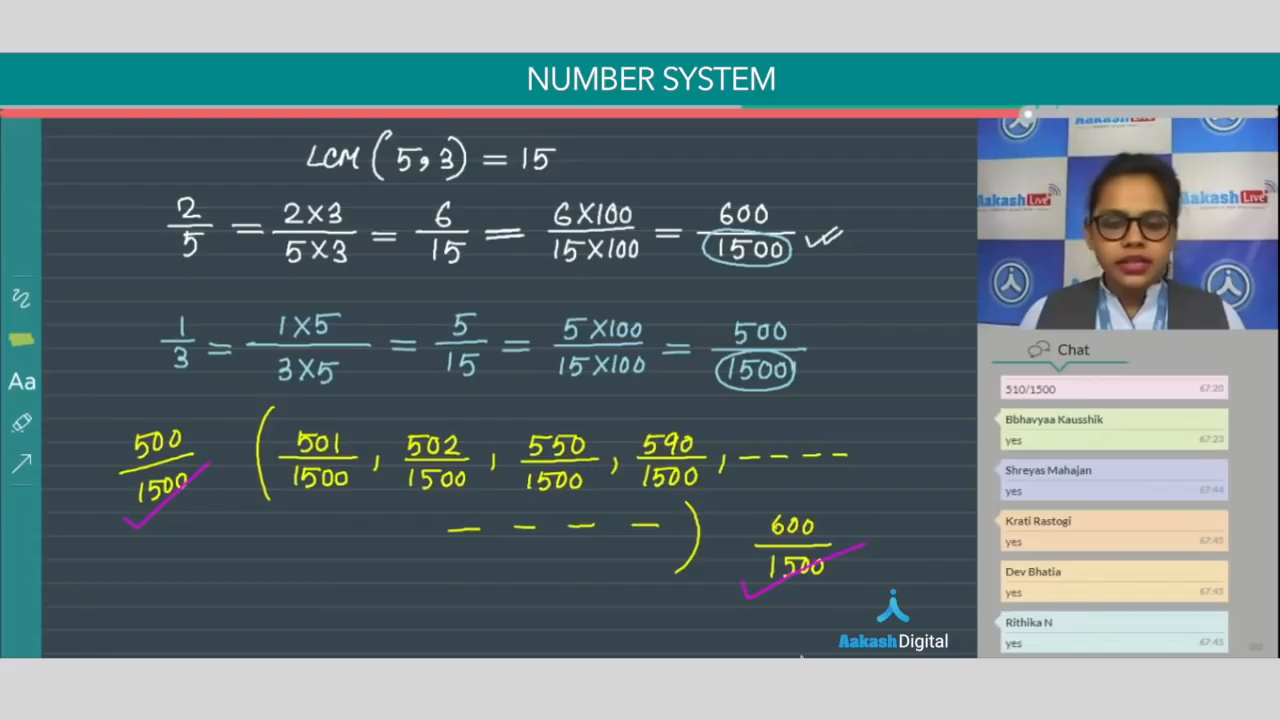 NUMBER SYSTEM
LCM (5,3) = 15
2/5 = 2×3/5×3 = 6/15 = 6×100/15×100 = 600/1500
1/3 = 1×5/3×5 = 5/15 = 5×100/15×100 = 500/1500
500/1500 ( 501/1500, 502/1500, 550/1500, 590/1500, ----
---- ) 600/1500
Aa
Aakash Digital
Aakash Live
Aakash Live
Aakash Live
Chat
510/1500 67:20
Bbhavyaa Kausshik
yes 67:23
Shreyas Mahajan
yes 67:44
Krati Rastogi
yes 67:45
Dev Bhatia
yes 67:45
Rithika N
yes 67:45